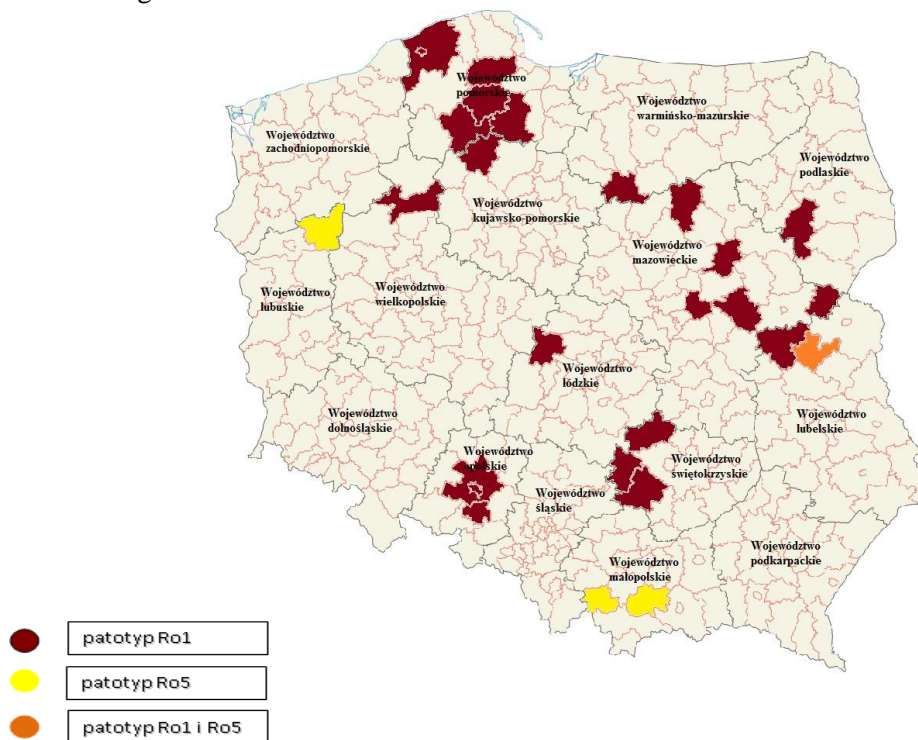 Województwo
pomorskie
Województwo
warmińsko-mazurskie
Województwo
zachodniopomorskie
Województwo
podlaskie
Województwo
kujawsko-pomorskie
Województwo
mazowieckie
Województwo
lubuskie
Województwo
wielkopolskie
Województwo
łódzkie
Województwo
dolnośląskie
Województwo
lubelskie
Województwo
opolskie
Województwo
świętokrzyskie
Województwo
śląskie
Województwo
podkarpackie
Województwo
małopolskie
patotyp Ro1
patotyp Ro5
patotyp Ro1 i Ro5